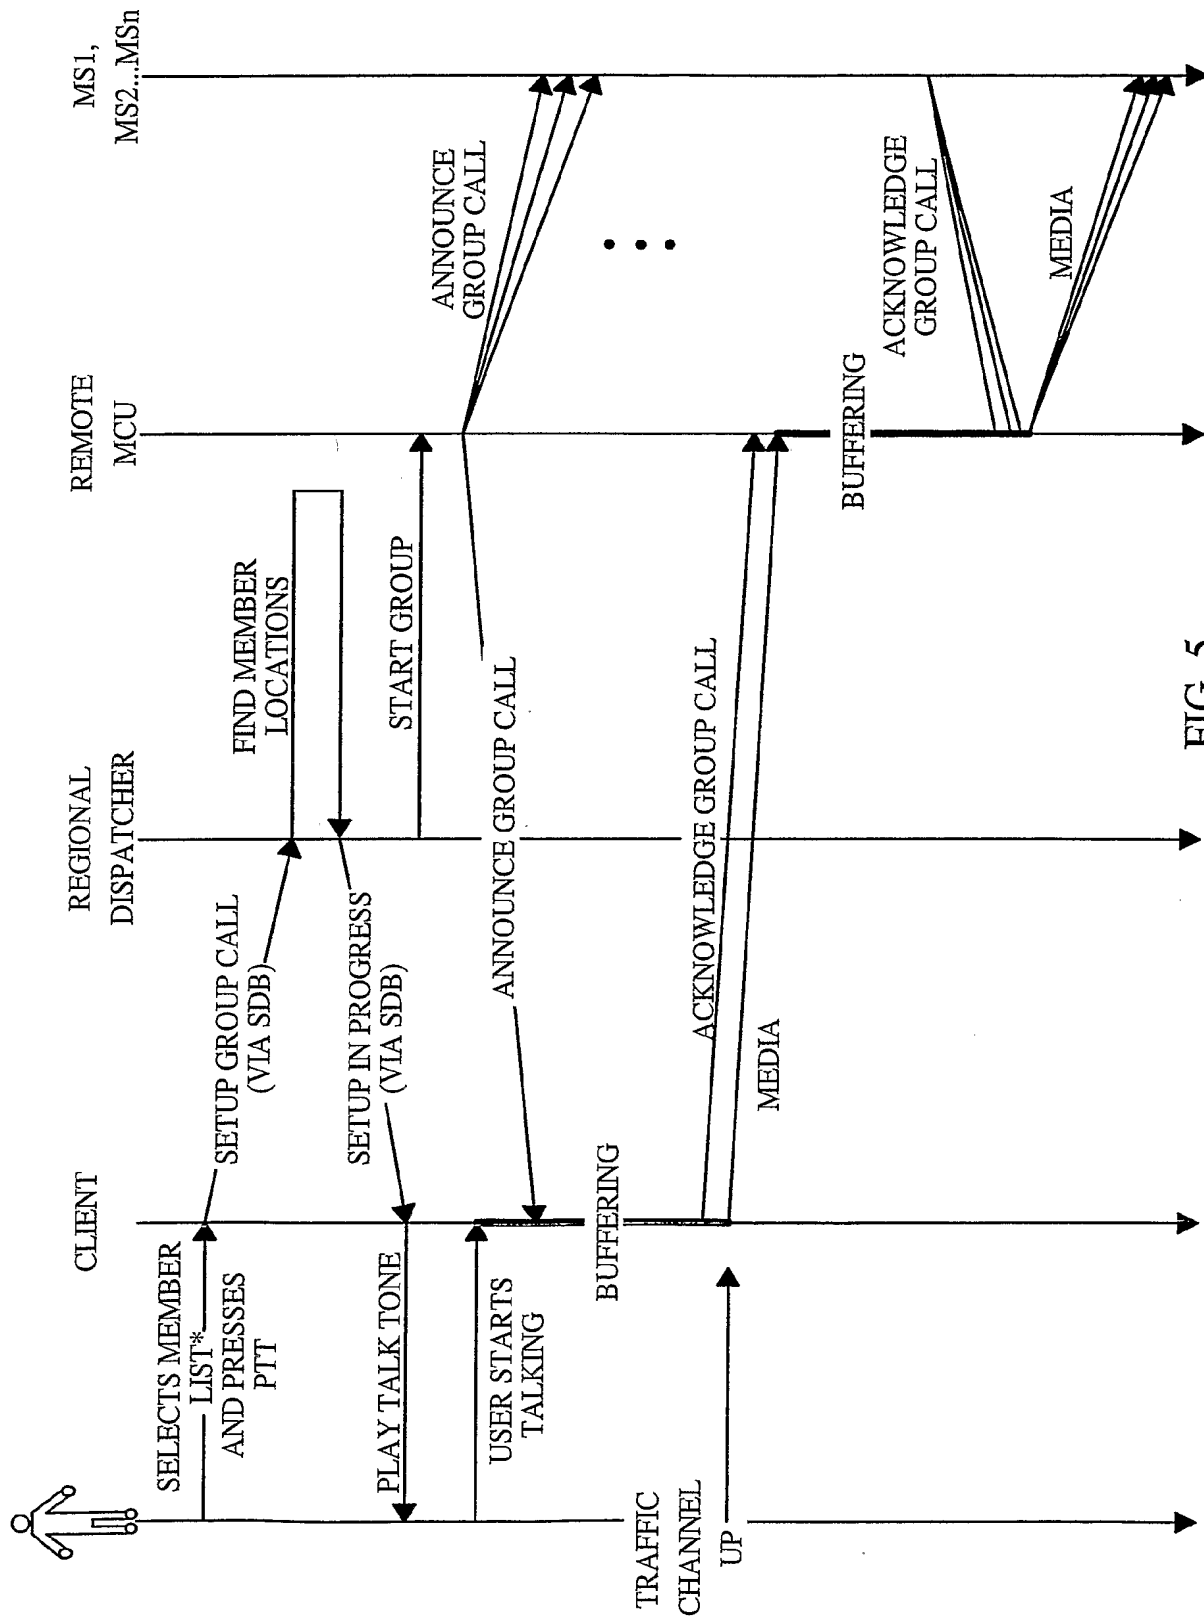 CLIENT
REGIONAL
DISPATCHER
REMOTE
MCU
MS1,
MS2...MSn
SELECTS MEMBER
LIST*
AND PRESSES
PTT
SETUP GROUP CALL
(VIA SDB)
FIND MEMBER
LOCATIONS
SETUP IN PROGRESS
(VIA SDB)
PLAY TALK TONE
START GROUP
ANNOUNCE
GROUP CALL
ANNOUNCE GROUP CALL
USER STARTS
TALKING
BUFFERING
TRAFFIC
CHANNEL
UP
ACKNOWLEDGE GROUP CALL
MEDIA
BUFFERING
ACKNOWLEDGE
GROUP CALL
MEDIA
FIG. 5